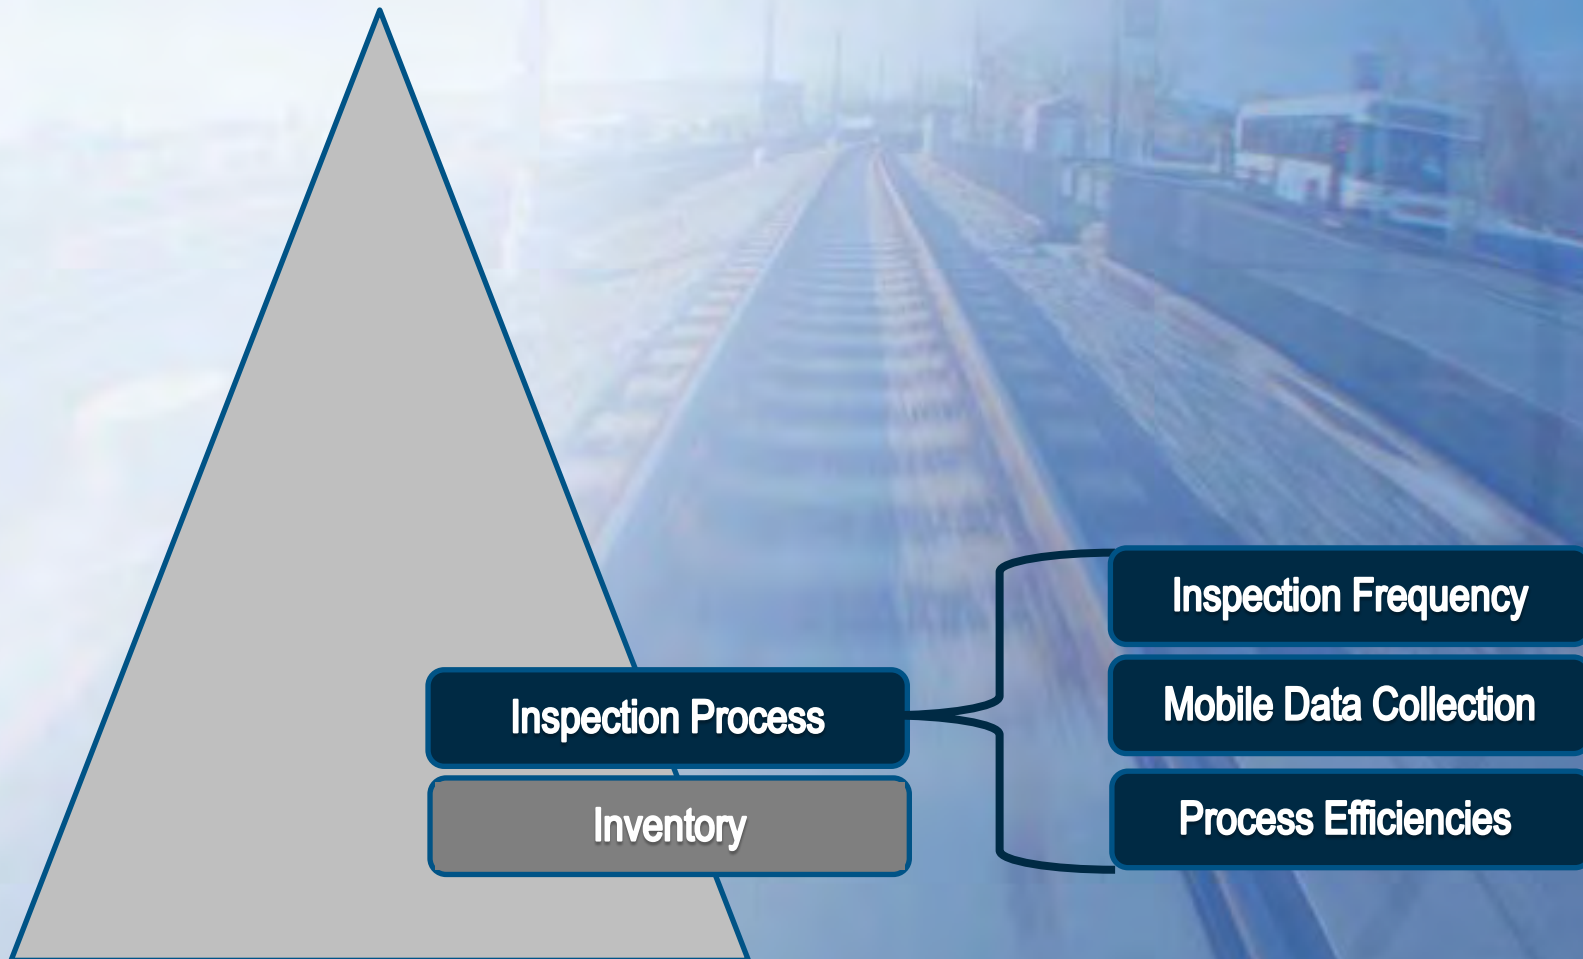 Inspection Process
Inventory
Inspection Frequency
Mobile Data Collection
Process Efficiencies